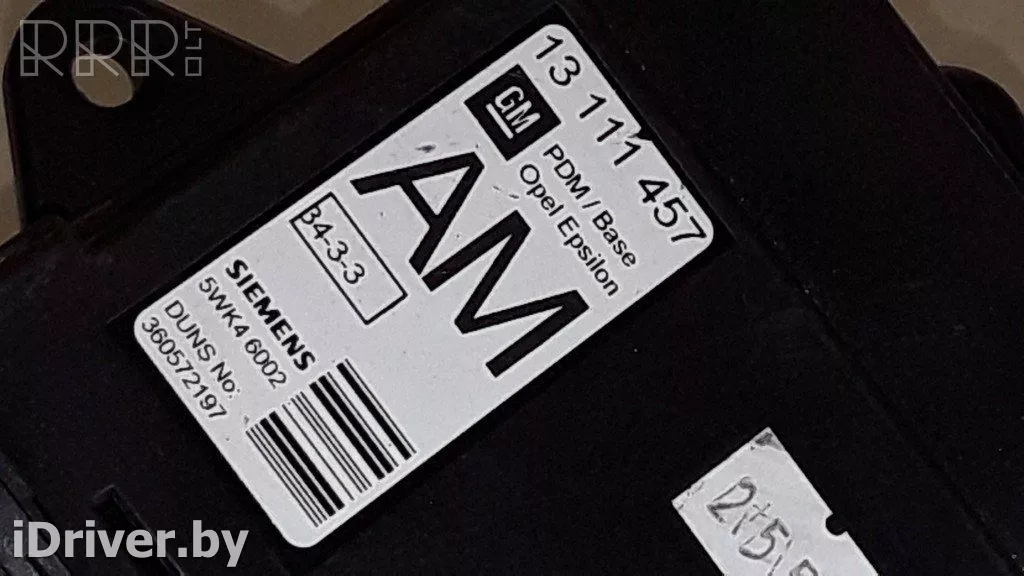 RRR.LT
13 111 457
GM
PDM / Base
Opel Epsilon
AM
34-3-3
SIEMENS
5WK4 6002
DUNS No:
360572197
iDriver.by